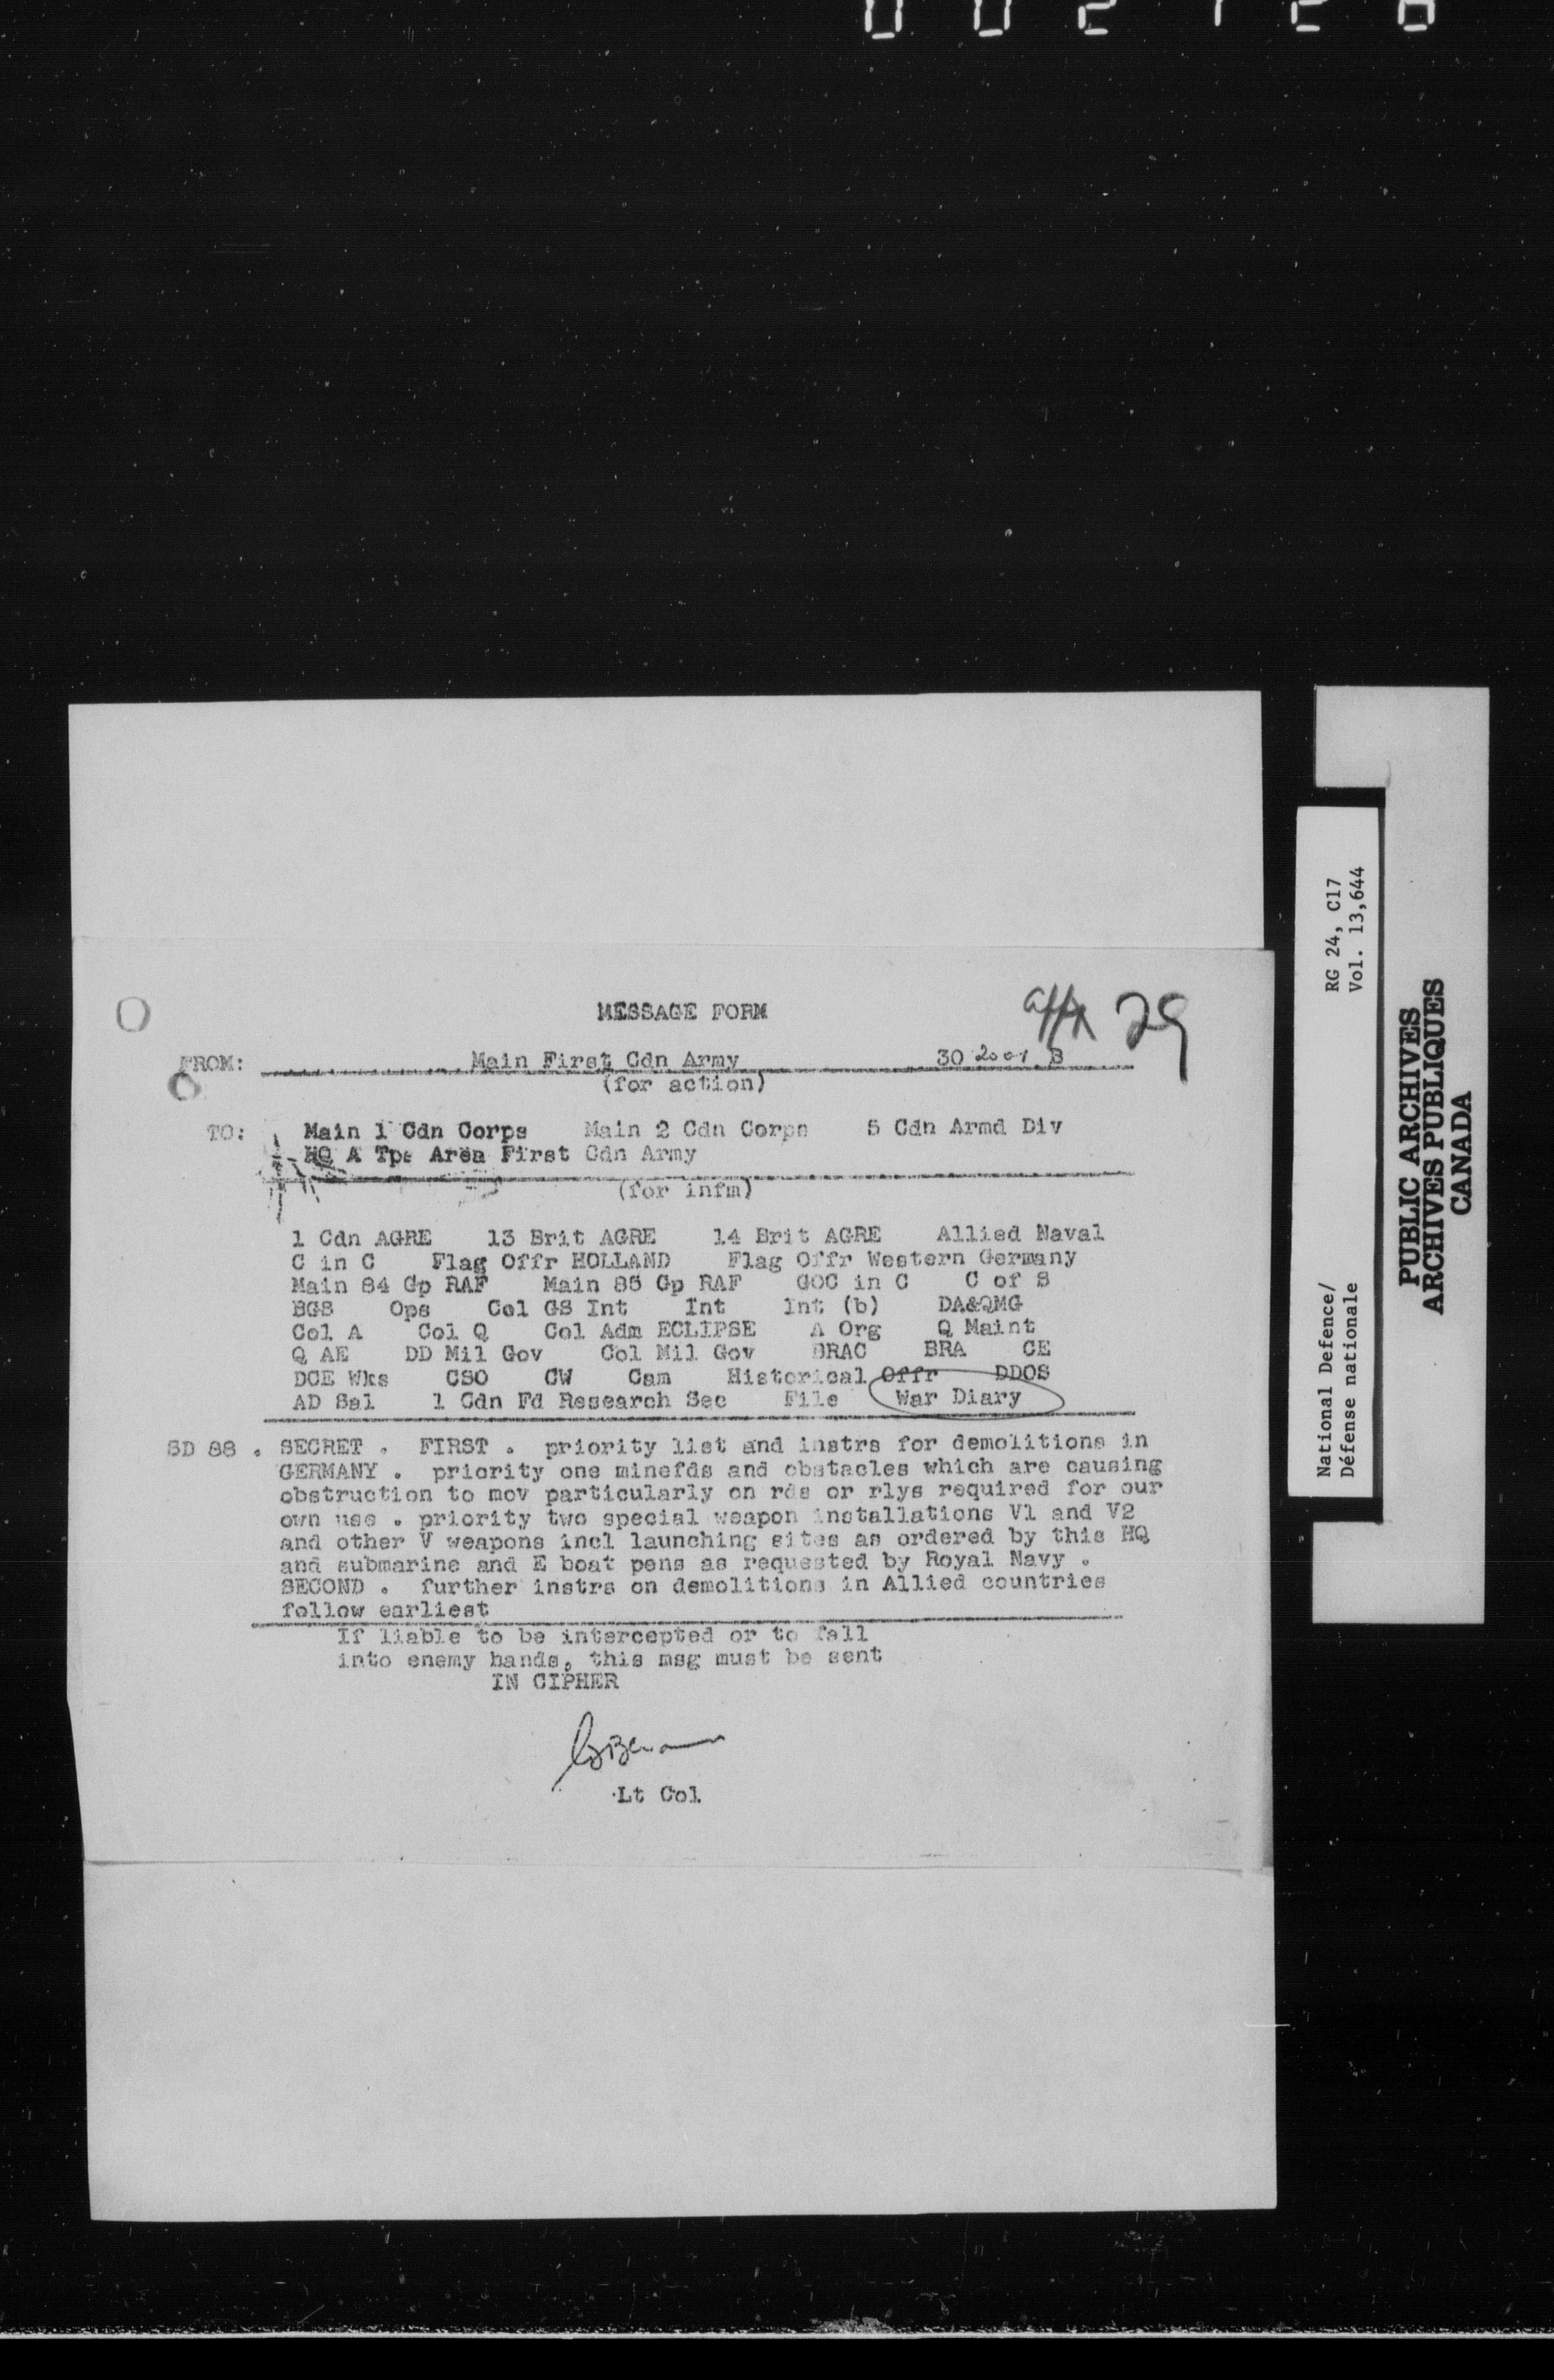 MESSAGE FORM
29
FROM: Main First Cdn Army 30 2001 B
(for action)
TO: Main 1 Cdn Corps Main 2 Cdn Corps 5 Cdn Armd Div
HQ A Tps Area First Cdn Army
(for infm)
1 Cdn AGRE 13 Brit AGRE 14 Brit AGRE Allied Naval
C in C Flag Offr HOLLAND Flag Offr Western Germany
Main 84 Gp RAF Main 85 Gp RAF GOC in C C of S
BGS Ops Col GS Int Int Int (b) DA&QMG
Col A Col Q Col Adm ECLIPSE A Org Q Maint
Q AE DD Mil Gov Col Mil Gov BRAC BRA CE
DCE Wks CSO CW Cam Historical Offr DDOS
AD Sal 1 Cdn Fd Research Sec File War Diary
SD 88 . SECRET . FIRST . priority list and instrs for demolitions in
GERMANY . priority one minefds and obstacles which are causing
obstruction to mov particularly on rds or rlys required for our
own use . priority two special weapon installations V1 and V2
and other V weapons incl launching sites as ordered by this HQ
and submarine and E boat pens as requested by Royal Navy .
SECOND . further instrs on demolitions in Allied countries
follow earliest
If liable to be intercepted or to fall
into enemy hands, this msg must be sent
IN CIPHER
Lt Col
National Defence/ RG 24, C17
Défense nationale Vol. 13,644
PUBLIC ARCHIVES
ARCHIVES PUBLIQUES
CANADA